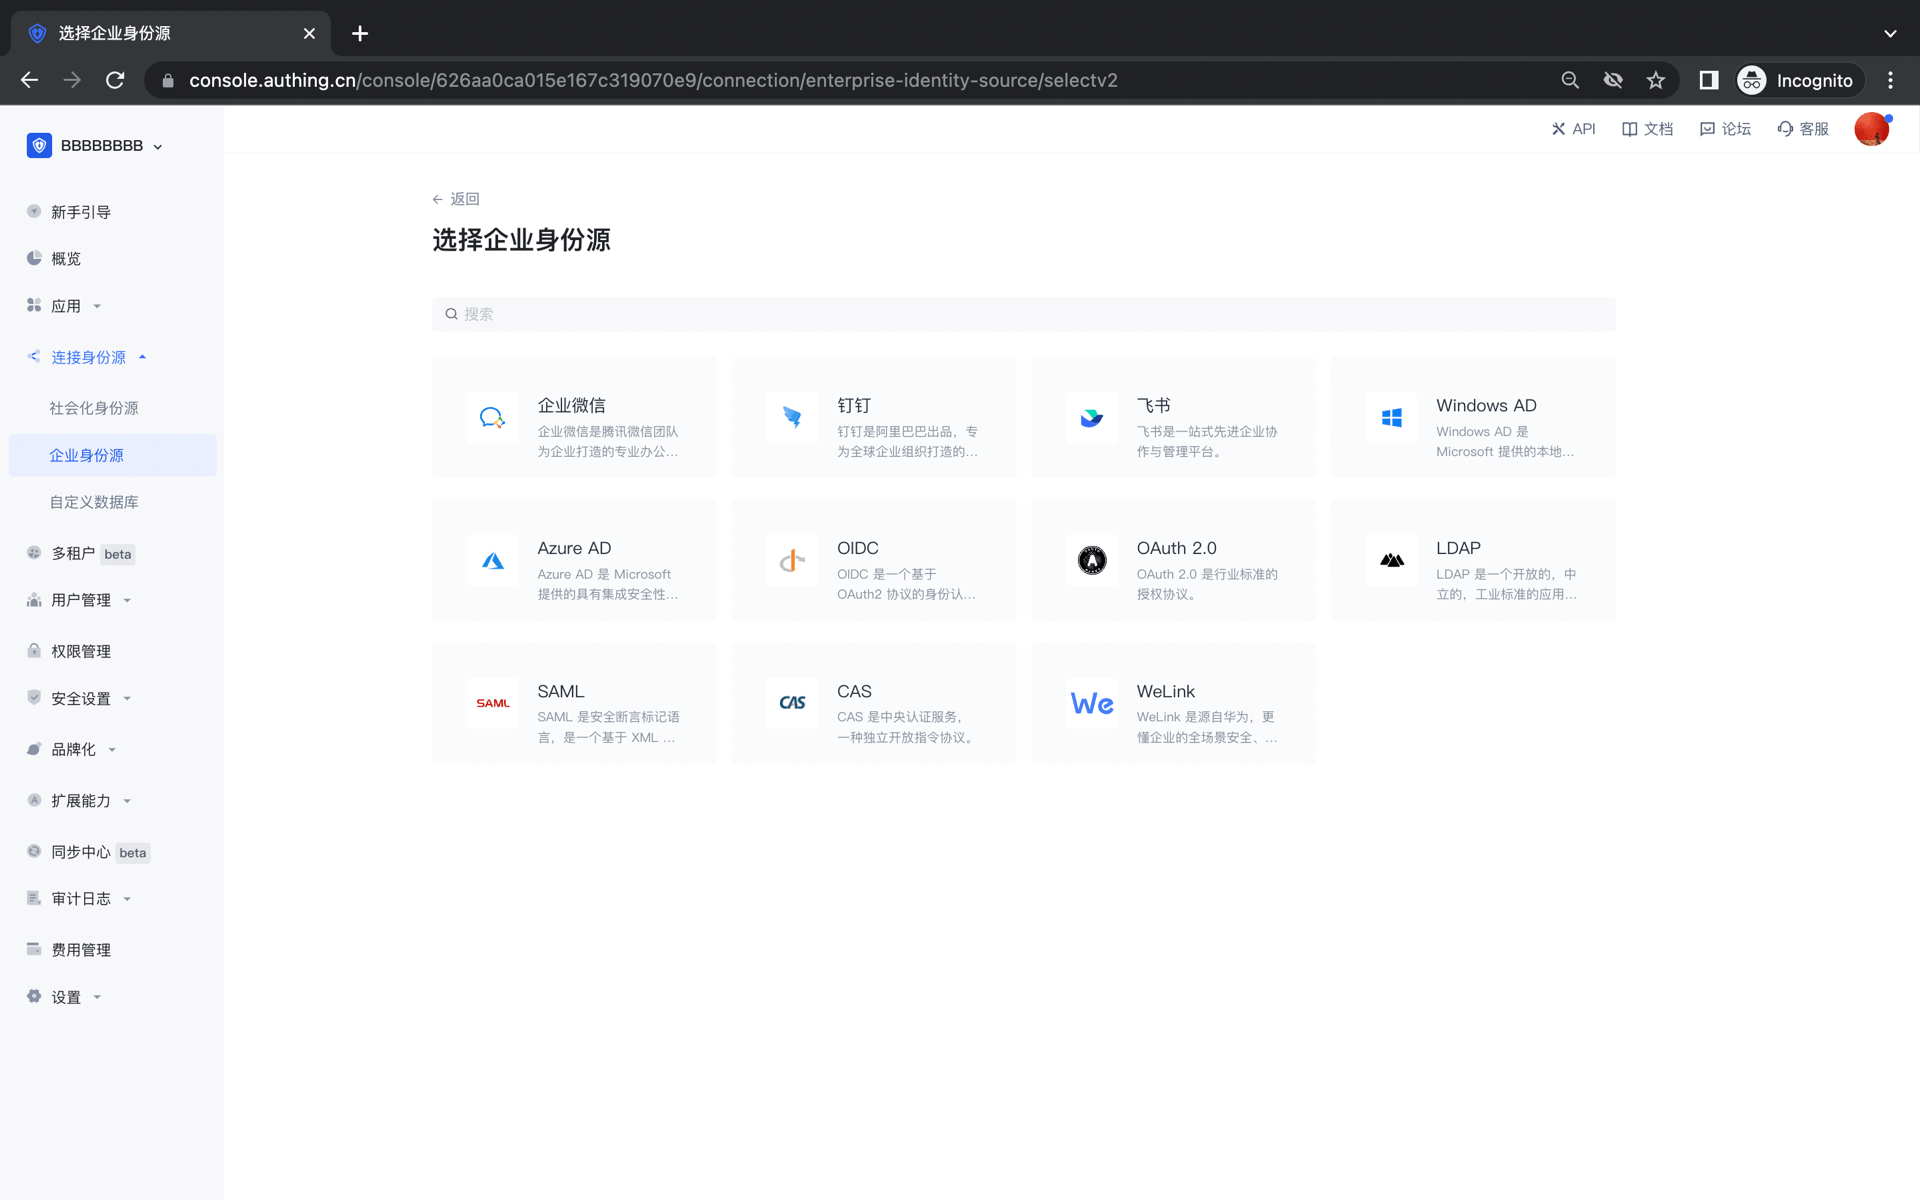 选择企业身份源
console.authing.cn/console/626aa0ca015e167c319070e9/connection/enterprise-identity-source/selectv2
Incognito
BBBBBBBB
API
文档
论坛
客服
新手引导
概览
应用
连接身份源
社会化身份源
企业身份源
自定义数据库
多租户 beta
用户管理
权限管理
安全设置
品牌化
扩展能力
同步中心 beta
审计日志
费用管理
设置
← 返回
选择企业身份源
搜索
企业微信
企业微信是腾讯微信团队
为企业打造的专业办公...
钉钉
钉钉是阿里巴巴出品，专
为全球企业组织打造的...
飞书
飞书是一站式先进企业协
作与管理平台。
Windows AD
Windows AD 是
Microsoft 提供的本地...
Azure AD
Azure AD 是 Microsoft
提供的具有集成安全性...
OIDC
OIDC 是一个基于
OAuth2 协议的身份认...
OAuth 2.0
OAuth 2.0 是行业标准的
授权协议。
LDAP
LDAP 是一个开放的，中
立的，工业标准的应用...
SAML
SAML
SAML 是安全断言标记语
言，是一个基于 XML ...
CAS
CAS
CAS 是中央认证服务，
一种独立开放指令协议。
We
WeLink
WeLink 是源自华为，更
懂企业的全场景安全、...